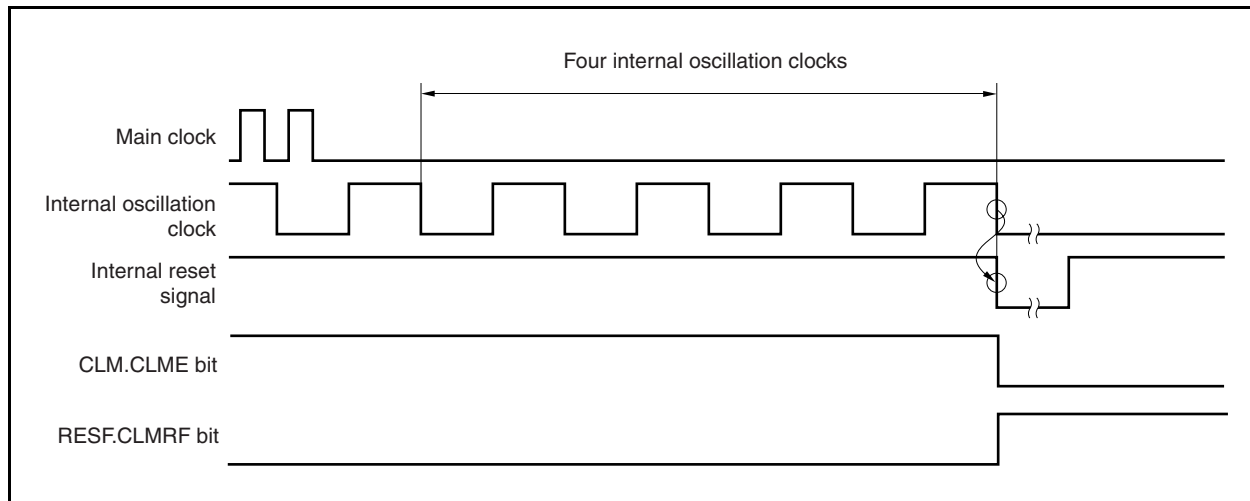 Four internal oscillation clocks
Main clock
Internal oscillation
clock
Internal reset
signal
CLM.CLME bit
RESF.CLMRF bit